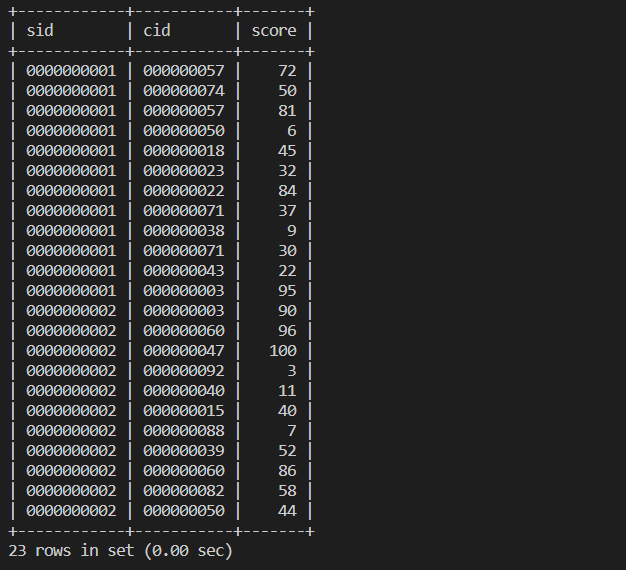 +------------+-----------+-------+
| sid        | cid       | score |
+------------+-----------+-------+
| 0000000001 | 000000057 |    72 |
| 0000000001 | 000000074 |    50 |
| 0000000001 | 000000057 |    81 |
| 0000000001 | 000000050 |     6 |
| 0000000001 | 000000018 |    45 |
| 0000000001 | 000000023 |    32 |
| 0000000001 | 000000022 |    84 |
| 0000000001 | 000000071 |    37 |
| 0000000001 | 000000038 |     9 |
| 0000000001 | 000000071 |    30 |
| 0000000001 | 000000043 |    22 |
| 0000000001 | 000000003 |    95 |
| 0000000002 | 000000003 |    90 |
| 0000000002 | 000000060 |    96 |
| 0000000002 | 000000047 |   100 |
| 0000000002 | 000000092 |     3 |
| 0000000002 | 000000040 |    11 |
| 0000000002 | 000000015 |    40 |
| 0000000002 | 000000088 |     7 |
| 0000000002 | 000000039 |    52 |
| 0000000002 | 000000060 |    86 |
| 0000000002 | 000000082 |    58 |
| 0000000002 | 000000050 |    44 |
+------------+-----------+-------+
23 rows in set (0.00 sec)